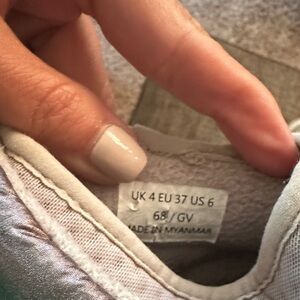 UK 4 EU 37 US 6
68 / GV
MADE IN MYANMAR